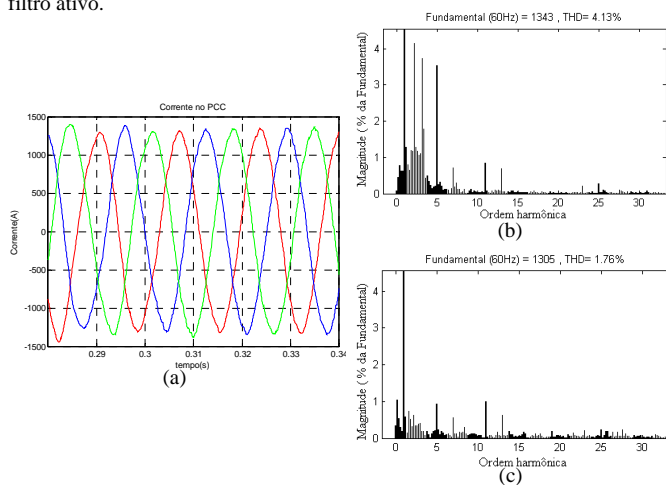 filtro ativo.
Corrente no PCC
1500
1000
500
0
-500
-1000
-1500
Corrente(A)
0.29
0.3
0.31
0.32
0.33
0.34
tempo(s)
(a)
Fundamental (60Hz) = 1343 , THD= 4.13%
Magnitude ( % da Fundamental)
4
3
2
1
0
0
5
10
15
20
25
30
Ordem harmônica
(b)
Fundamental (60Hz) = 1305 , THD= 1.76%
Magnitude ( % da Fundamental)
4
3
2
1
0
0
5
10
15
20
25
30
Ordem harmônica
(c)